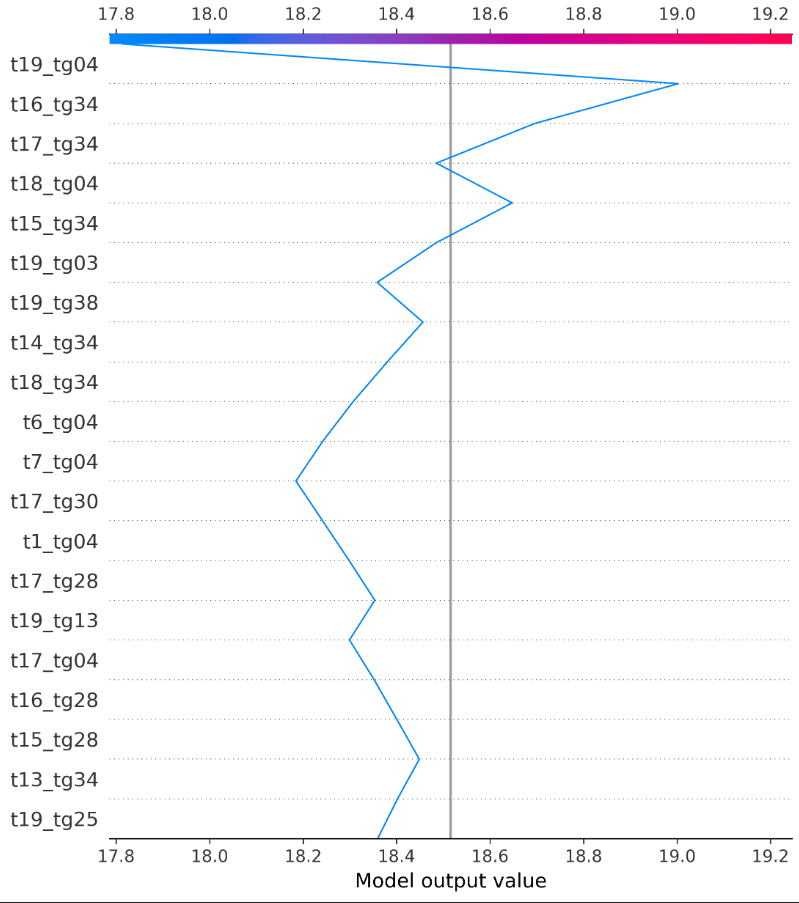 17.8 18.0 18.2 18.4 18.6 18.8 19.0 19.2
t19_tg04
t16_tg34
t17_tg34
t18_tg04
t15_tg34
t19_tg03
t19_tg38
t14_tg34
t18_tg34
t6_tg04
t7_tg04
t17_tg30
t1_tg04
t17_tg28
t19_tg13
t17_tg04
t16_tg28
t15_tg28
t13_tg34
t19_tg25
17.8 18.0 18.2 18.4 18.6 18.8 19.0 19.2
Model output value